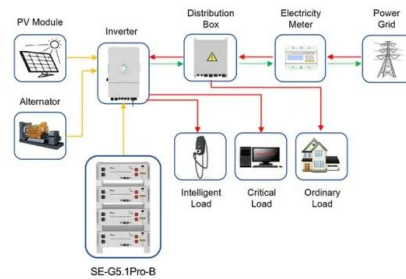 PV Module
Inverter
Distribution
Box
Electricity
Meter
Power
Grid
Alternator
Intelligent
Load
Critical
Load
Ordinary
Load
SE-G5.1Pro-B